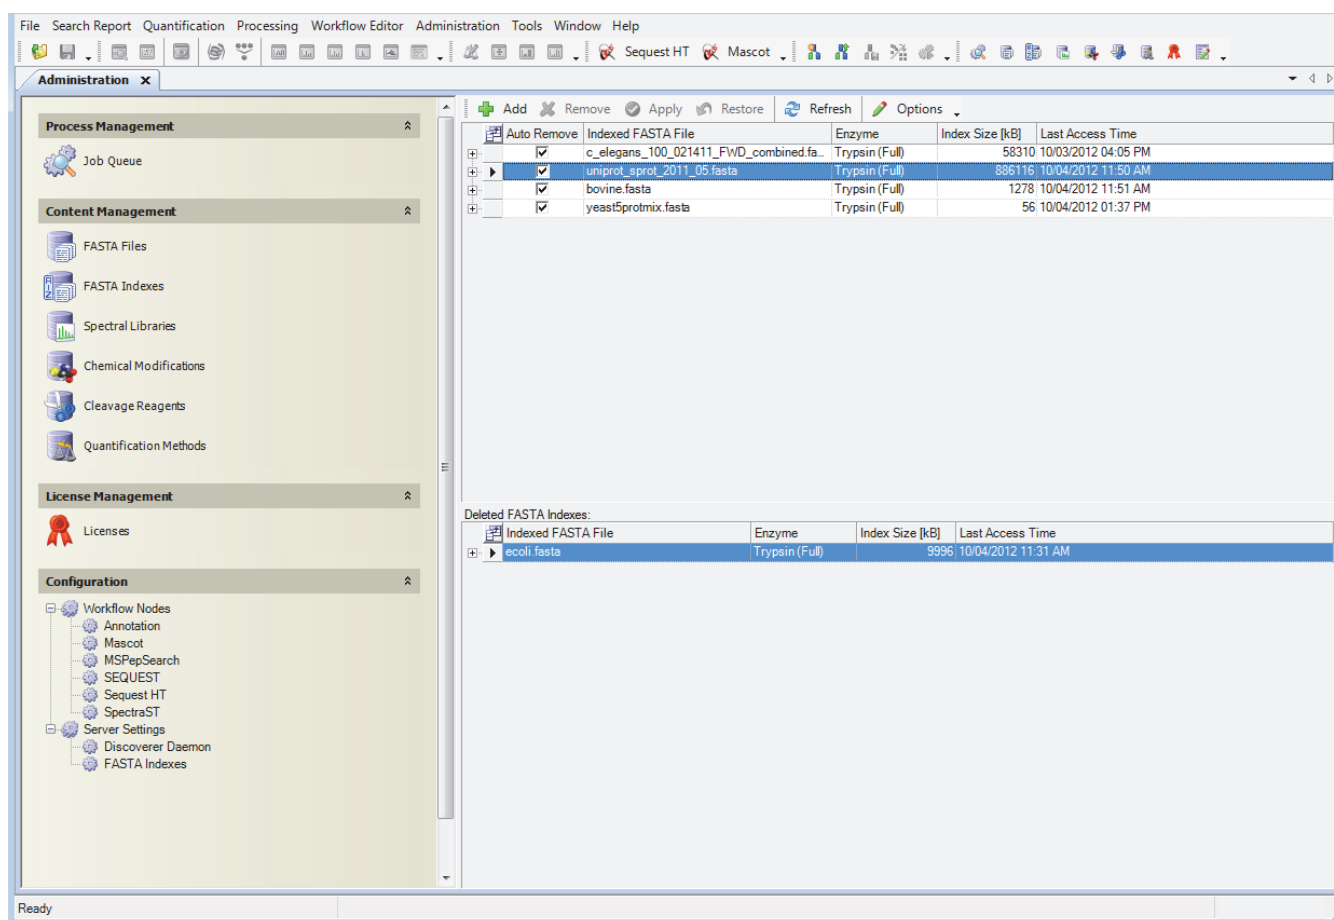 File Search Report Quantification Processing Workflow Editor Administration Tools Window Help
Sequest HT Mascot
Administration x
Process Management
Job Queue
Content Management
FASTA Files
FASTA Indexes
Spectral Libraries
Chemical Modifications
Cleavage Reagents
Quantification Methods
License Management
Licenses
Configuration
Workflow Nodes
Annotation
Mascot
MSPepSearch
SEQUEST
Sequest HT
SpectraST
Server Settings
Discoverer Daemon
FASTA Indexes
Add Remove Apply Restore Refresh Options
Auto Remove Indexed FASTA File Enzyme Index Size [kB] Last Access Time
c_elegans_100_021411_FWD_combined.fa... Trypsin (Full) 58310 10/03/2012 04:05 PM
uniprot_sprot_2011_05.fasta Trypsin (Full) 886116 10/04/2012 11:50 AM
bovine.fasta Trypsin (Full) 1278 10/04/2012 11:51 AM
yeast5protmix.fasta Trypsin (Full) 56 10/04/2012 01:37 PM
Deleted FASTA Indexes:
Indexed FASTA File Enzyme Index Size [kB] Last Access Time
ecoli.fasta Trypsin (Full) 9996 10/04/2012 11:31 AM
Ready